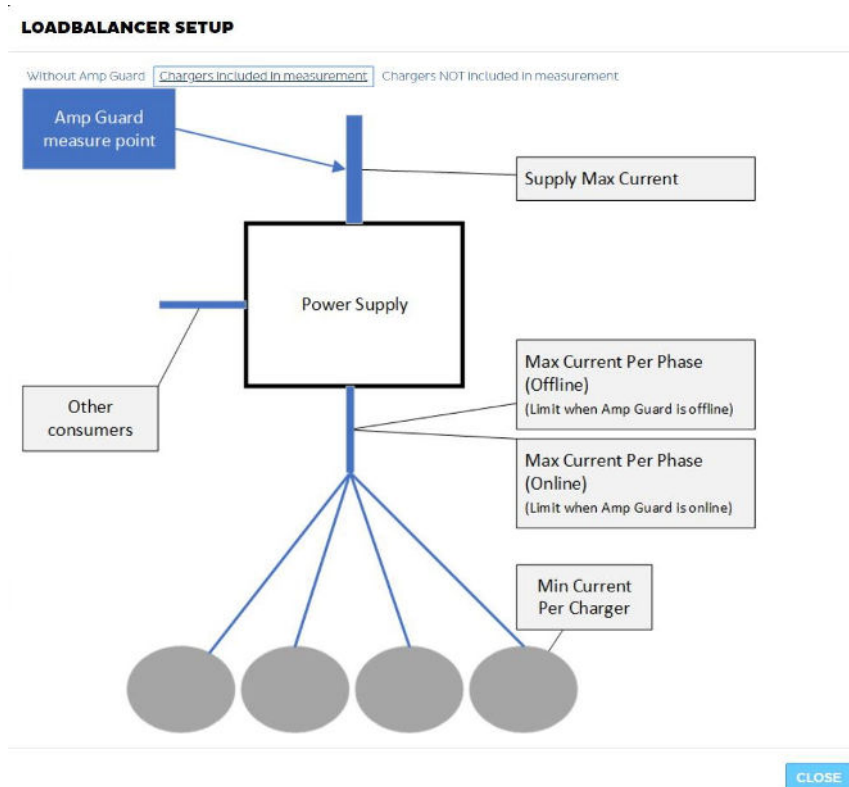 LOADBALANCER SETUP
Without Amp Guard Chargers included in measurement Chargers NOT included in measurement
Amp Guard
measure point
Supply Max Current
Power Supply
Max Current Per Phase
(Offline)
(Limit when Amp Guard is offline)
Other
consumers
Max Current Per Phase
(Online)
(Limit when Amp Guard is online)
Min Current
Per Charger
CLOSE